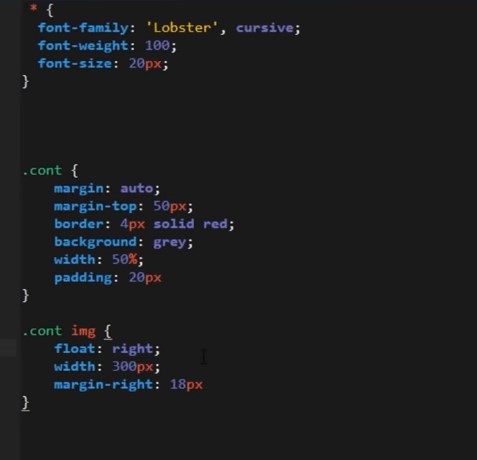 * {
font-family: 'Lobster', cursive;
font-weight: 100;
font-size: 20px;
}
.cont {
margin: auto;
margin-top: 50px;
border: 4px solid red;
background: grey;
width: 50%;
padding: 20px
}
.cont img {
float: right;
width: 300px;
margin-right: 18px
}